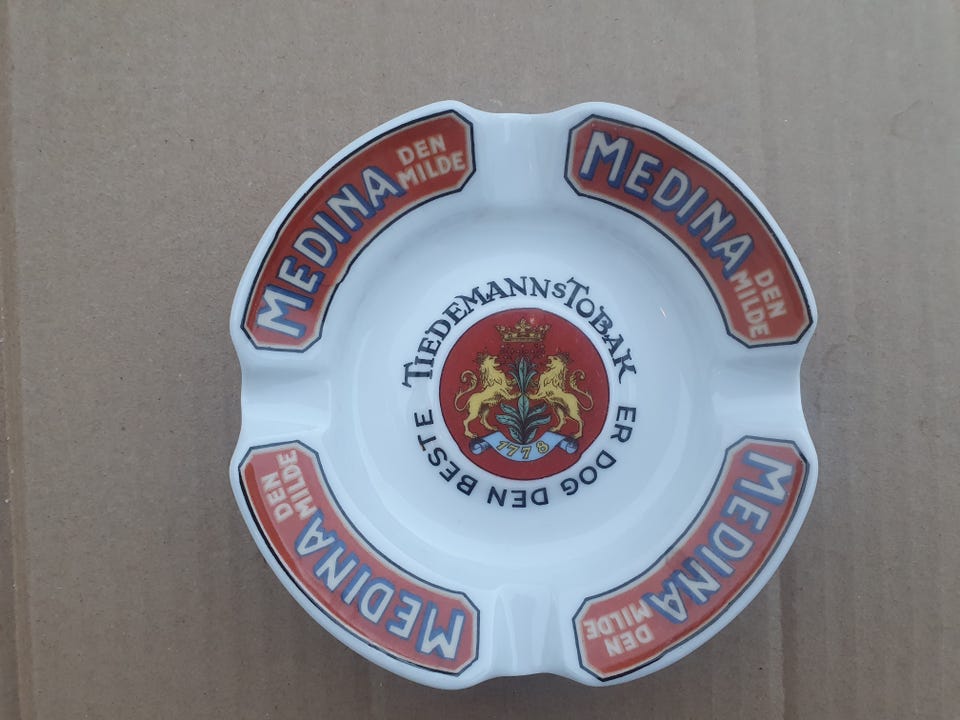 MEDINA DEN MILDE
MEDINA DEN MILDE
TIEDEMANNS TOBAK ER DOG DEN BESTE
1778
MEDINA DEN MILDE
MEDINA DEN MILDE